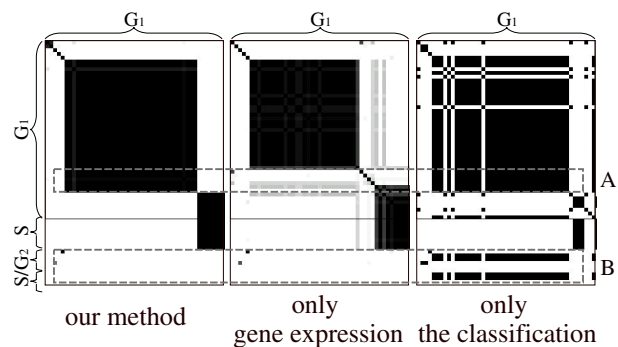 G1 G1 G1
G1
A
S
S/G2
B
our method
only
gene expression
only
the classification